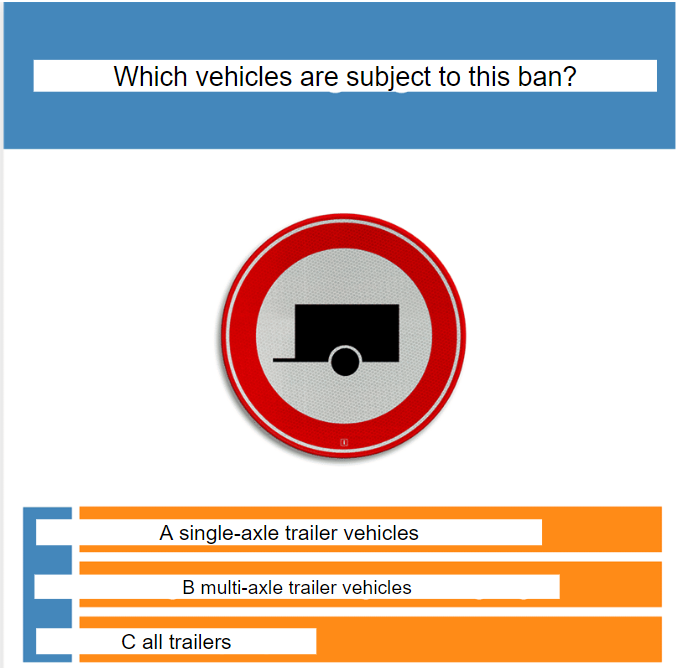 Which vehicles are subject to this ban?
A single-axle trailer vehicles
B multi-axle trailer vehicles
C all trailers